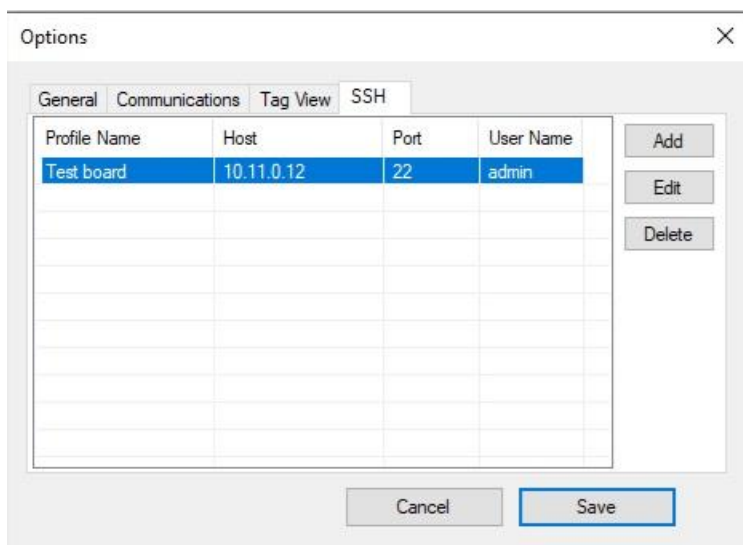 Options
General Communications Tag View SSH
Profile Name Host Port User Name
Test board 10.11.0.12 22 admin
Add
Edit
Delete
Cancel Save